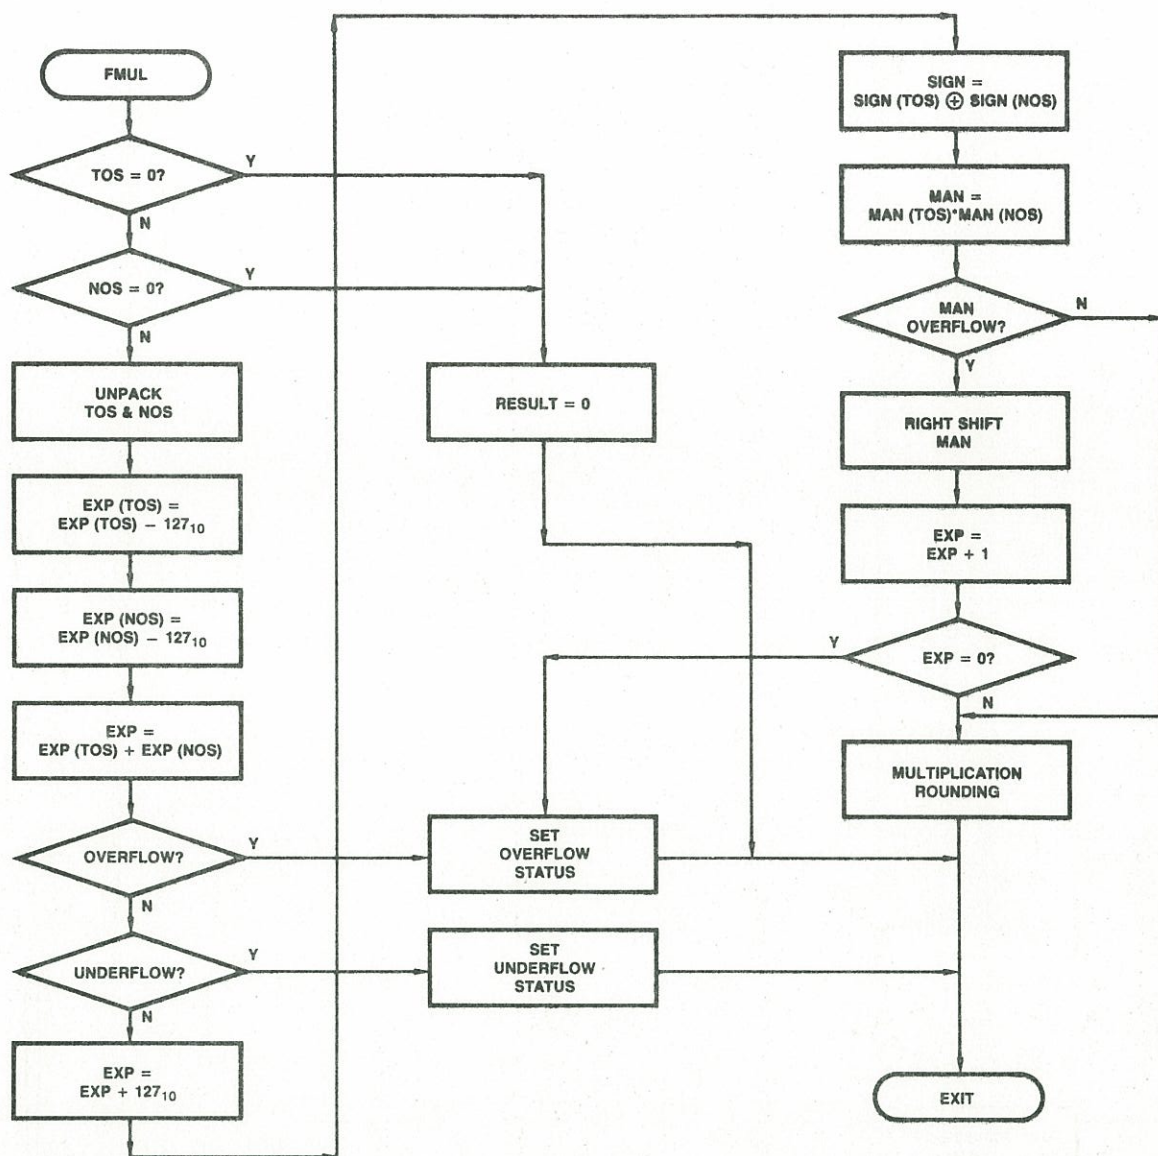 FMUL
TOS = 0?
Y
N
NOS = 0?
Y
N
UNPACK
TOS & NOS
EXP (TOS) =
EXP (TOS) − 127₁₀
EXP (NOS) =
EXP (NOS) − 127₁₀
EXP =
EXP (TOS) + EXP (NOS)
OVERFLOW?
Y
N
UNDERFLOW?
Y
N
EXP =
EXP + 127₁₀
RESULT = 0
SET
OVERFLOW
STATUS
SET
UNDERFLOW
STATUS
SIGN =
SIGN (TOS) ⊕ SIGN (NOS)
MAN =
MAN (TOS)*MAN (NOS)
MAN
OVERFLOW?
N
Y
RIGHT SHIFT
MAN
EXP =
EXP + 1
EXP = 0?
Y
N
MULTIPLICATION
ROUNDING
EXIT